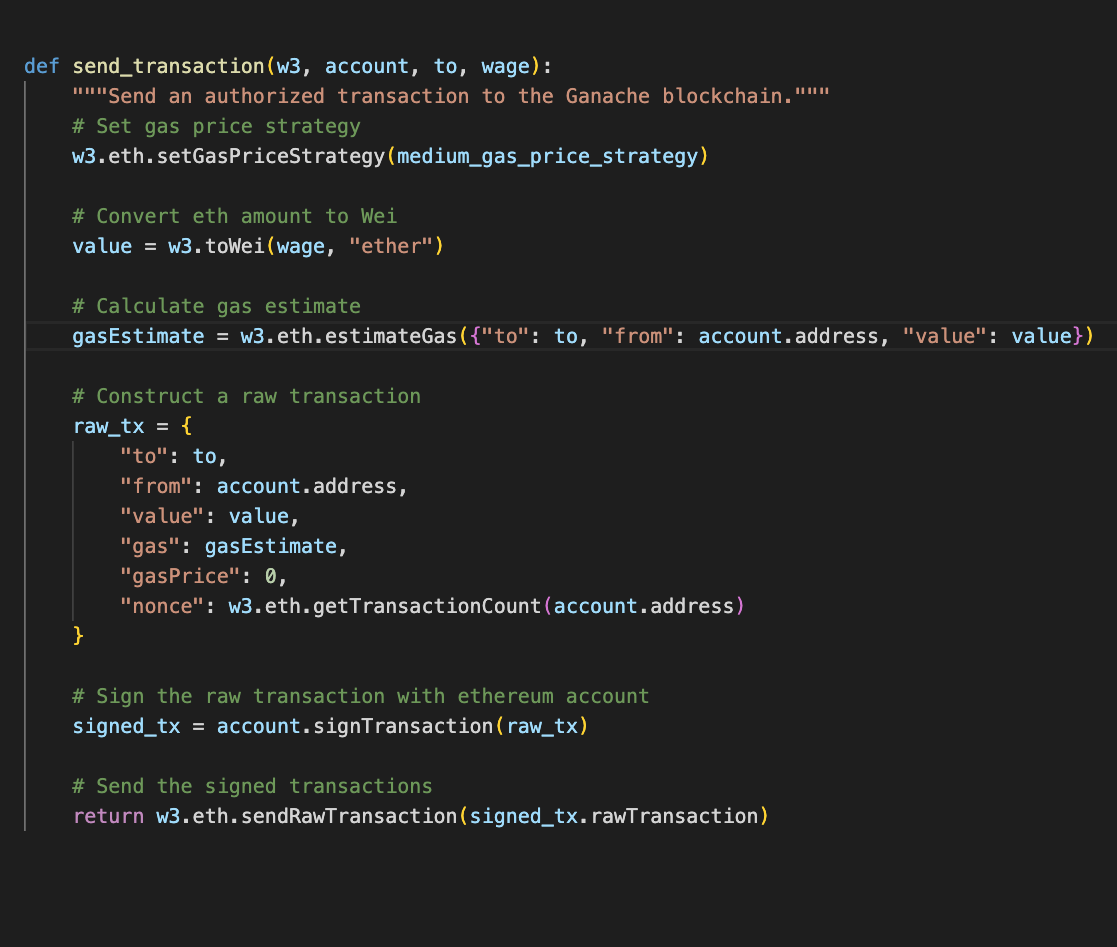 def send_transaction(w3, account, to, wage):
    """Send an authorized transaction to the Ganache blockchain."""
    # Set gas price strategy
    w3.eth.setGasPriceStrategy(medium_gas_price_strategy)

    # Convert eth amount to Wei
    value = w3.toWei(wage, "ether")

    # Calculate gas estimate
    gasEstimate = w3.eth.estimateGas({"to": to, "from": account.address, "value": value})

    # Construct a raw transaction
    raw_tx = {
        "to": to,
        "from": account.address,
        "value": value,
        "gas": gasEstimate,
        "gasPrice": 0,
        "nonce": w3.eth.getTransactionCount(account.address)
    }

    # Sign the raw transaction with ethereum account
    signed_tx = account.signTransaction(raw_tx)

    # Send the signed transactions
    return w3.eth.sendRawTransaction(signed_tx.rawTransaction)